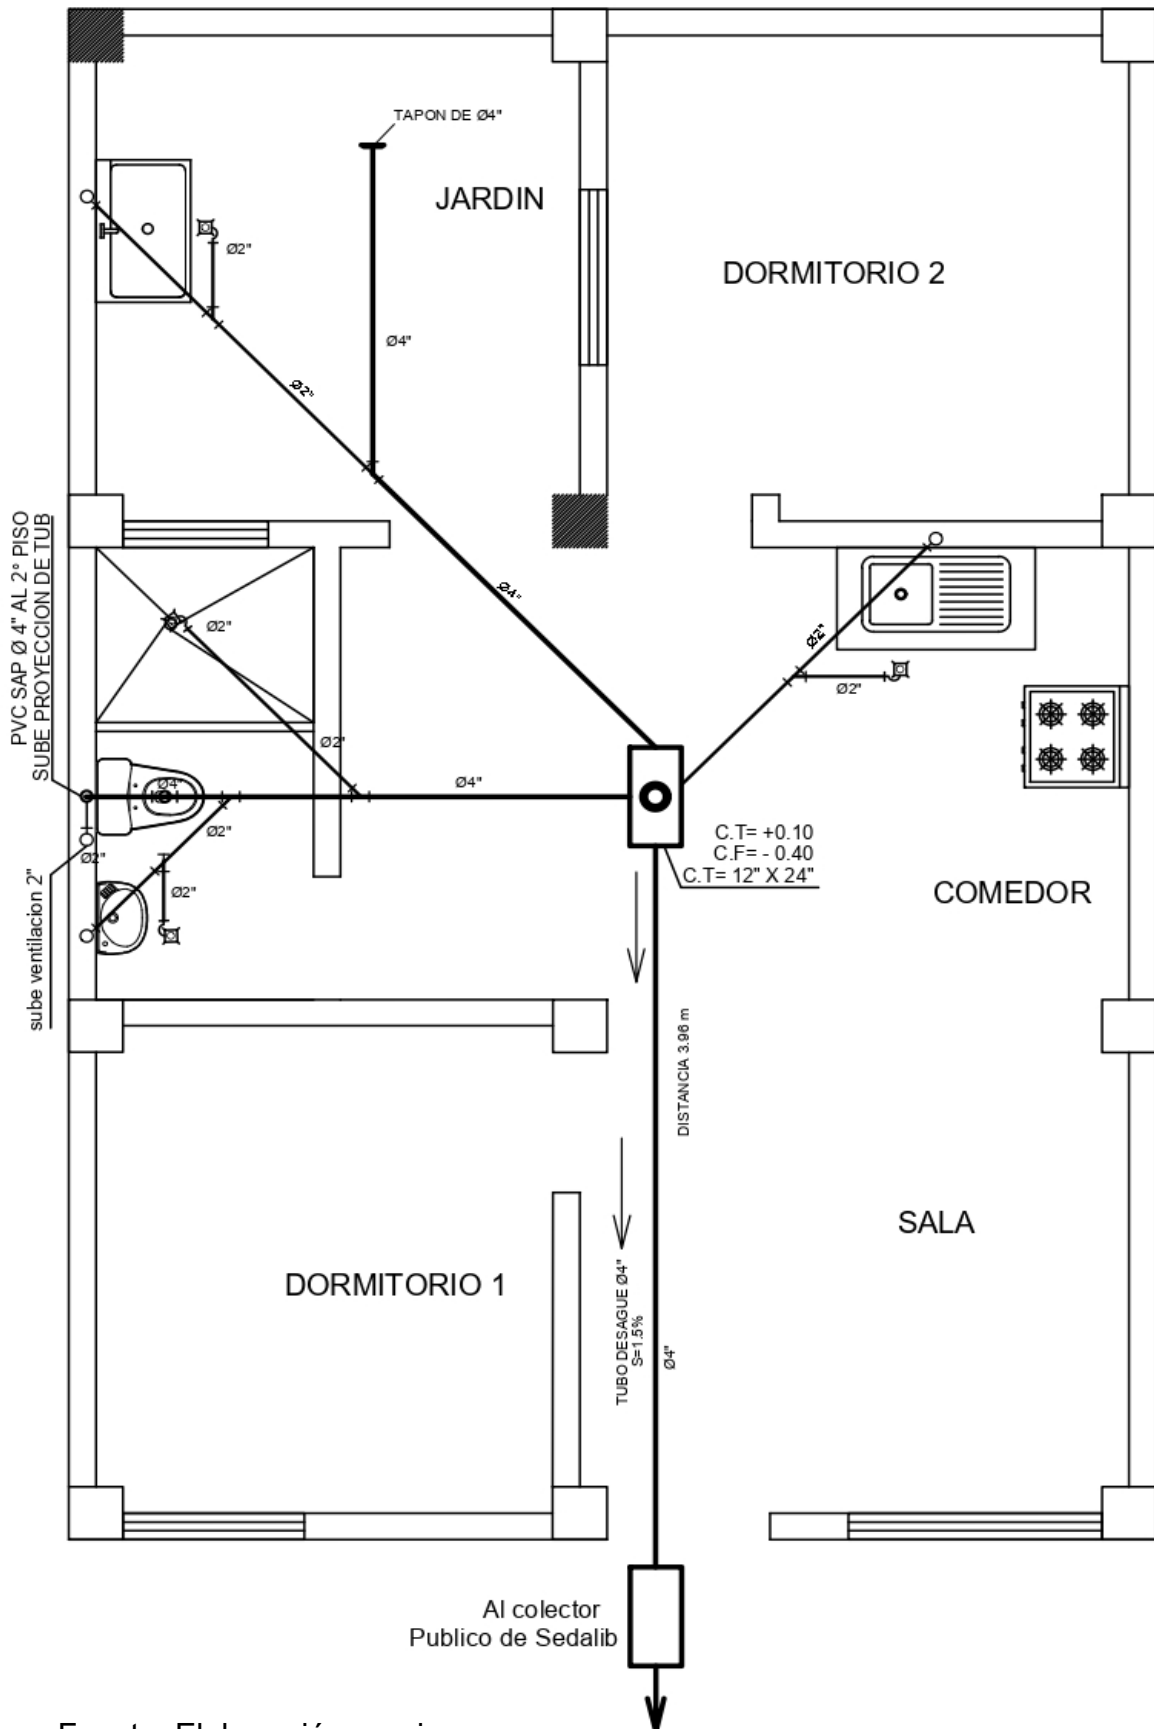 TAPON DE Ø4"
JARDIN
Ø2"
DORMITORIO 2
Ø4"
Ø2"
PVC SAP Ø 4" AL 2° PISO
SUBE PROYECCION DE TUB
Ø4"
Ø2"
Ø2"
Ø2"
Ø2"
Ø4"
Ø4"
Ø2"
Ø2"
Ø2"
sube ventilacion 2"
C.T= +0.10
C.F= - 0.40
C.T= 12" X 24"
COMEDOR
DISTANCIA 3.96 m
SALA
DORMITORIO 1
TUBO DESAGUE Ø4"
S=1.5%
Ø4"
Al colector
Publico de Sedalib